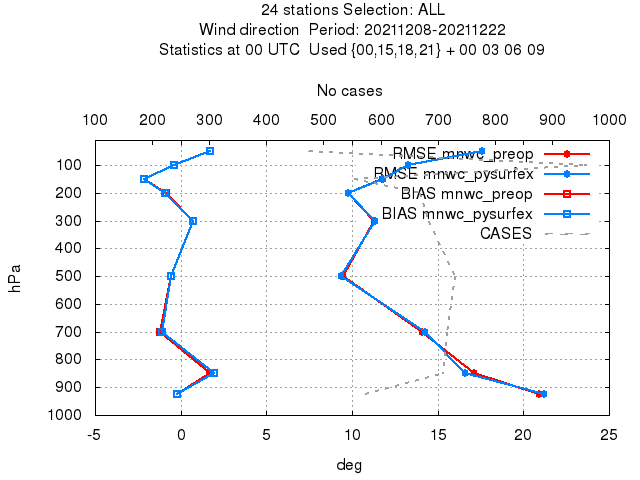 24 stations Selection: ALL
Wind direction Period: 20211208-20211222
Statistics at 00 UTC Used {00,15,18,21} + 00 03 06 09
No cases
100 200 300 400 500 600 700 800 900 1000
RMSE mnwc_preop
RMSE mnwc_pysurfex
BIAS mnwc_preop
BIAS mnwc_pysurfex
CASES
100
200
300
400
500
600
700
800
900
1000
hPa
-5 0 5 10 15 20 25
deg